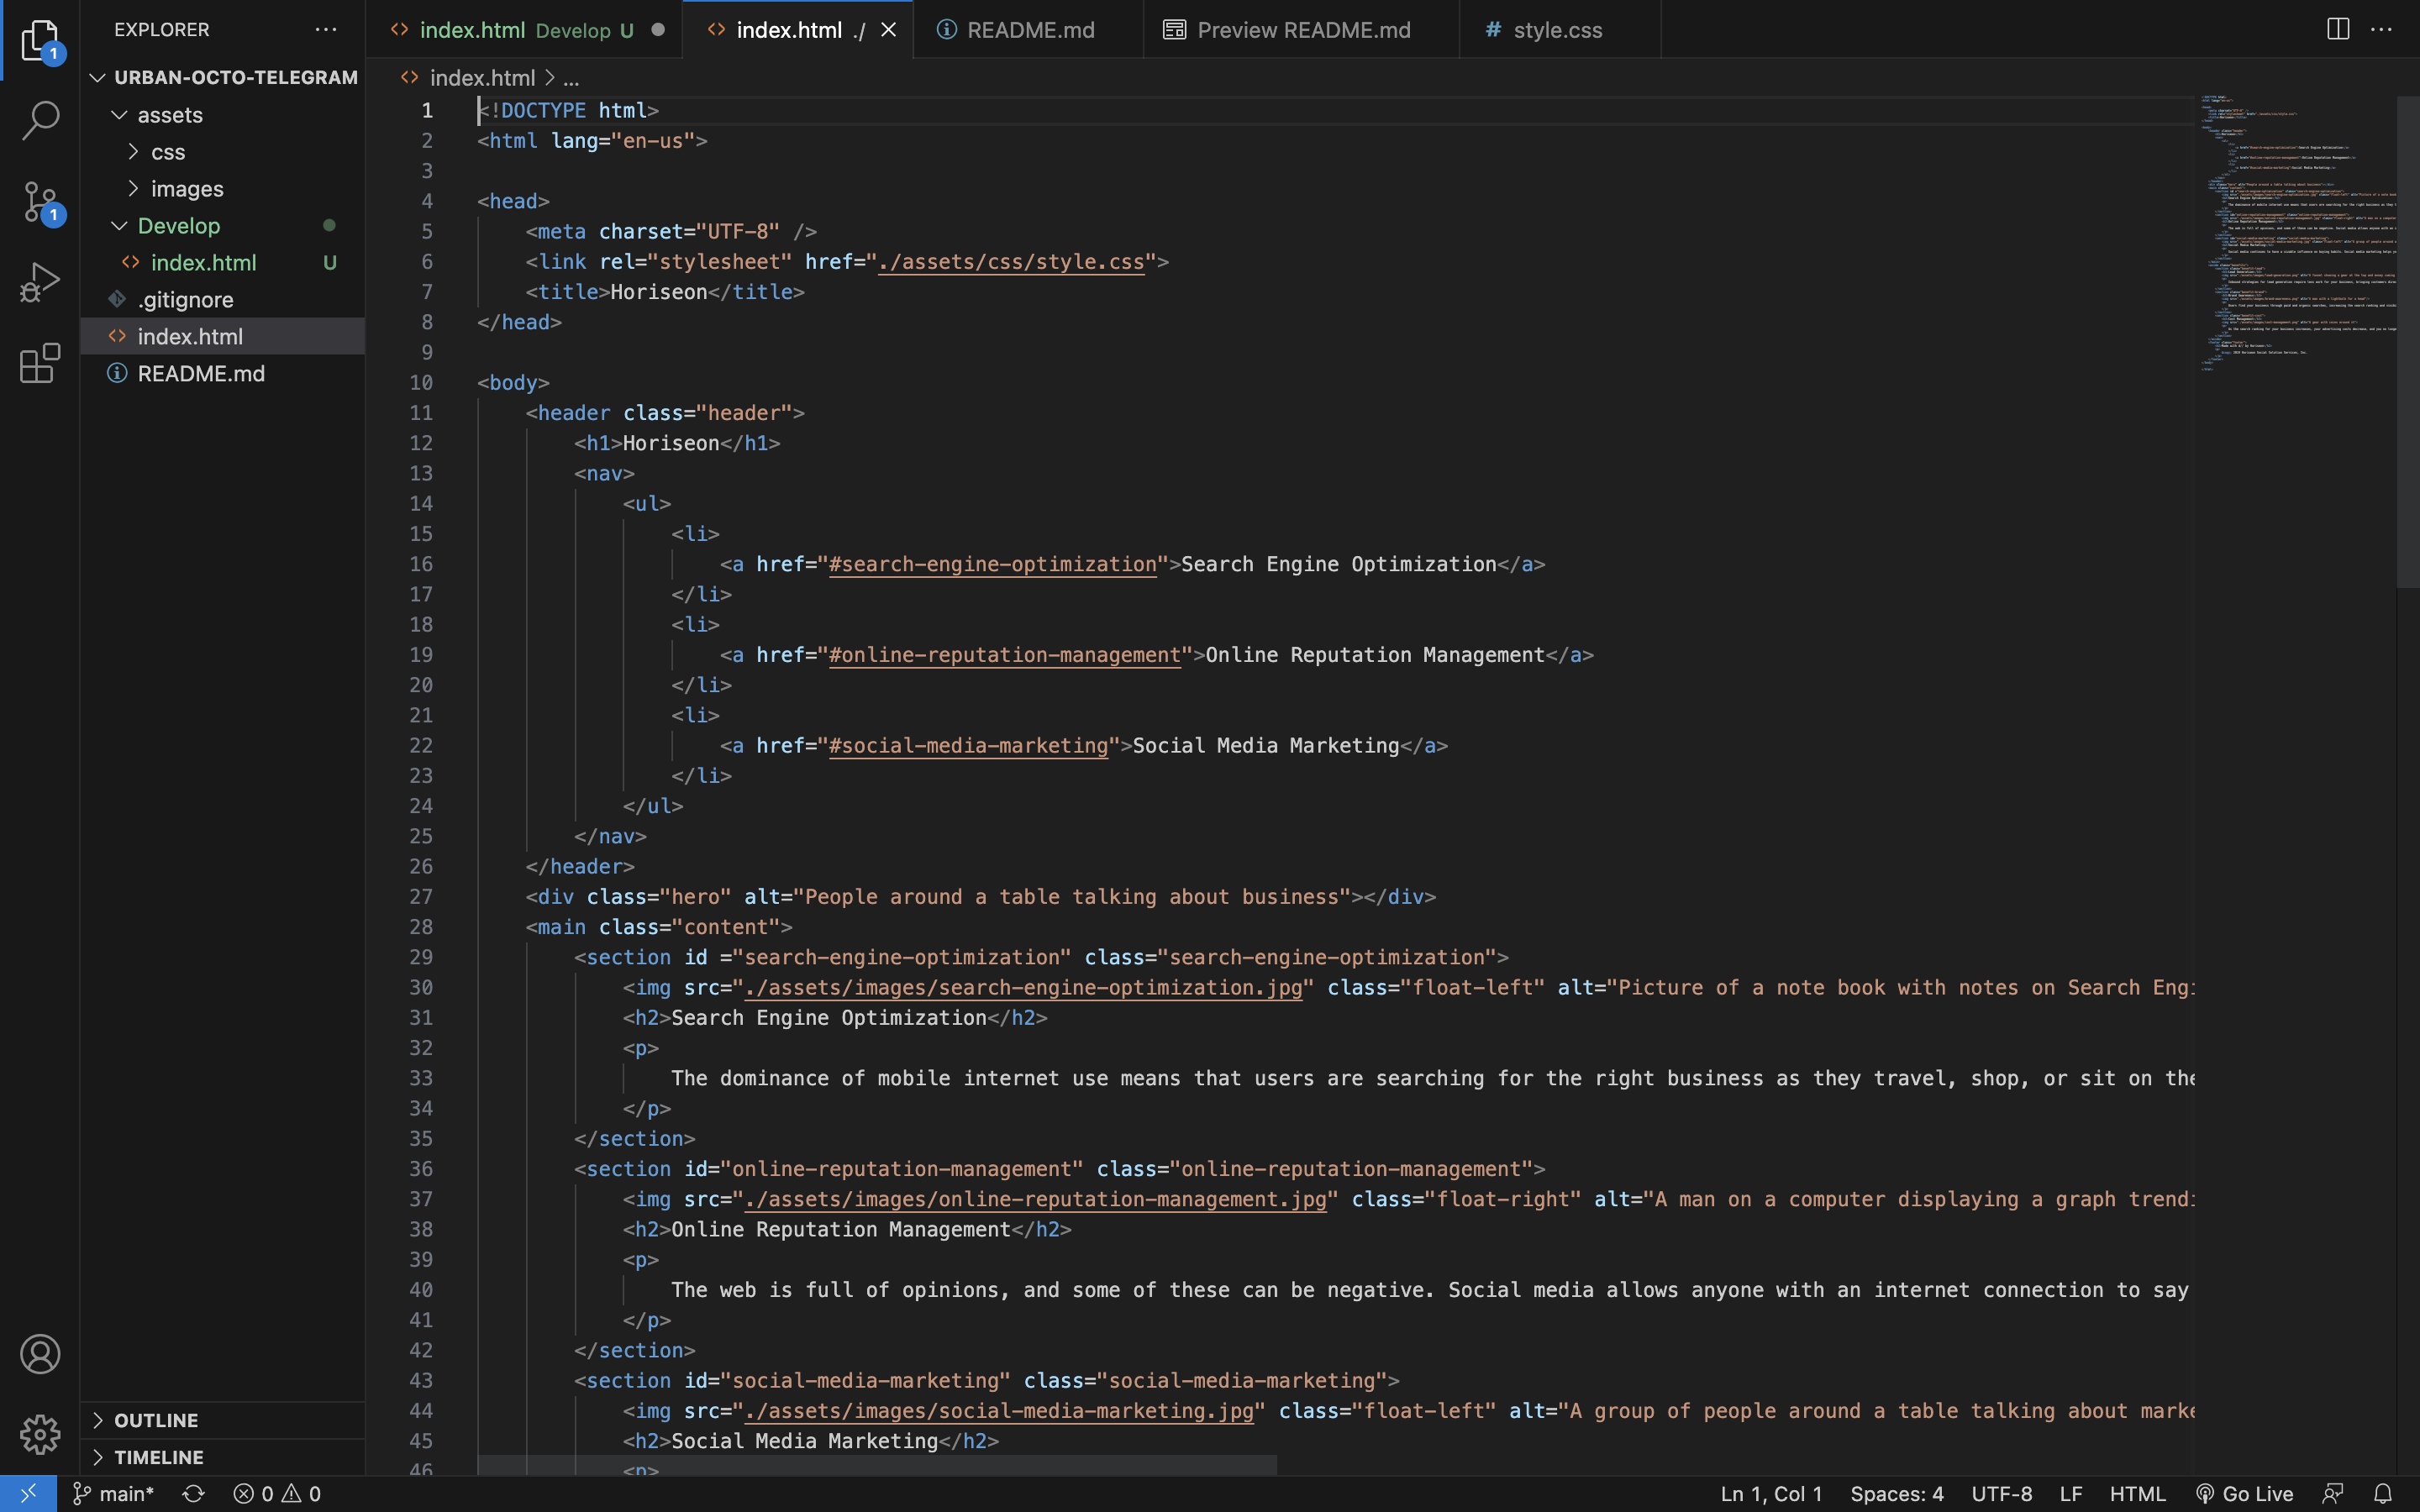 1
1
EXPLORER ...
URBAN-OCTO-TELEGRAM
assets
css
images
Develop
index.html U
.gitignore
index.html
README.md
OUTLINE
TIMELINE
index.html Develop U
index.html ./
README.md
Preview README.md
# style.css
index.html > ...
1 <!DOCTYPE html>
2 <html lang="en-us">
3
4 <head>
5 <meta charset="UTF-8" />
6 <link rel="stylesheet" href="./assets/css/style.css">
7 <title>Horiseon</title>
8 </head>
9
10 <body>
11 <header class="header">
12 <h1>Horiseon</h1>
13 <nav>
14 <ul>
15 <li>
16 <a href="#search-engine-optimization">Search Engine Optimization</a>
17 </li>
18 <li>
19 <a href="#online-reputation-management">Online Reputation Management</a>
20 </li>
21 <li>
22 <a href="#social-media-marketing">Social Media Marketing</a>
23 </li>
24 </ul>
25 </nav>
26 </header>
27 <div class="hero" alt="People around a table talking about business"></div>
28 <main class="content">
29 <section id ="search-engine-optimization" class="search-engine-optimization">
30 <img src="./assets/images/search-engine-optimization.jpg" class="float-left" alt="Picture of a note book with notes on Search Engi
31 <h2>Search Engine Optimization</h2>
32 <p>
33 The dominance of mobile internet use means that users are searching for the right business as they travel, shop, or sit on the
34 </p>
35 </section>
36 <section id="online-reputation-management" class="online-reputation-management">
37 <img src="./assets/images/online-reputation-management.jpg" class="float-right" alt="A man on a computer displaying a graph trendi
38 <h2>Online Reputation Management</h2>
39 <p>
40 The web is full of opinions, and some of these can be negative. Social media allows anyone with an internet connection to say
41 </p>
42 </section>
43 <section id="social-media-marketing" class="social-media-marketing">
44 <img src="./assets/images/social-media-marketing.jpg" class="float-left" alt="A group of people around a table talking about marke
45 <h2>Social Media Marketing</h2>
46 <p>
main* 0 0 Ln 1, Col 1 Spaces: 4 UTF-8 LF HTML Go Live